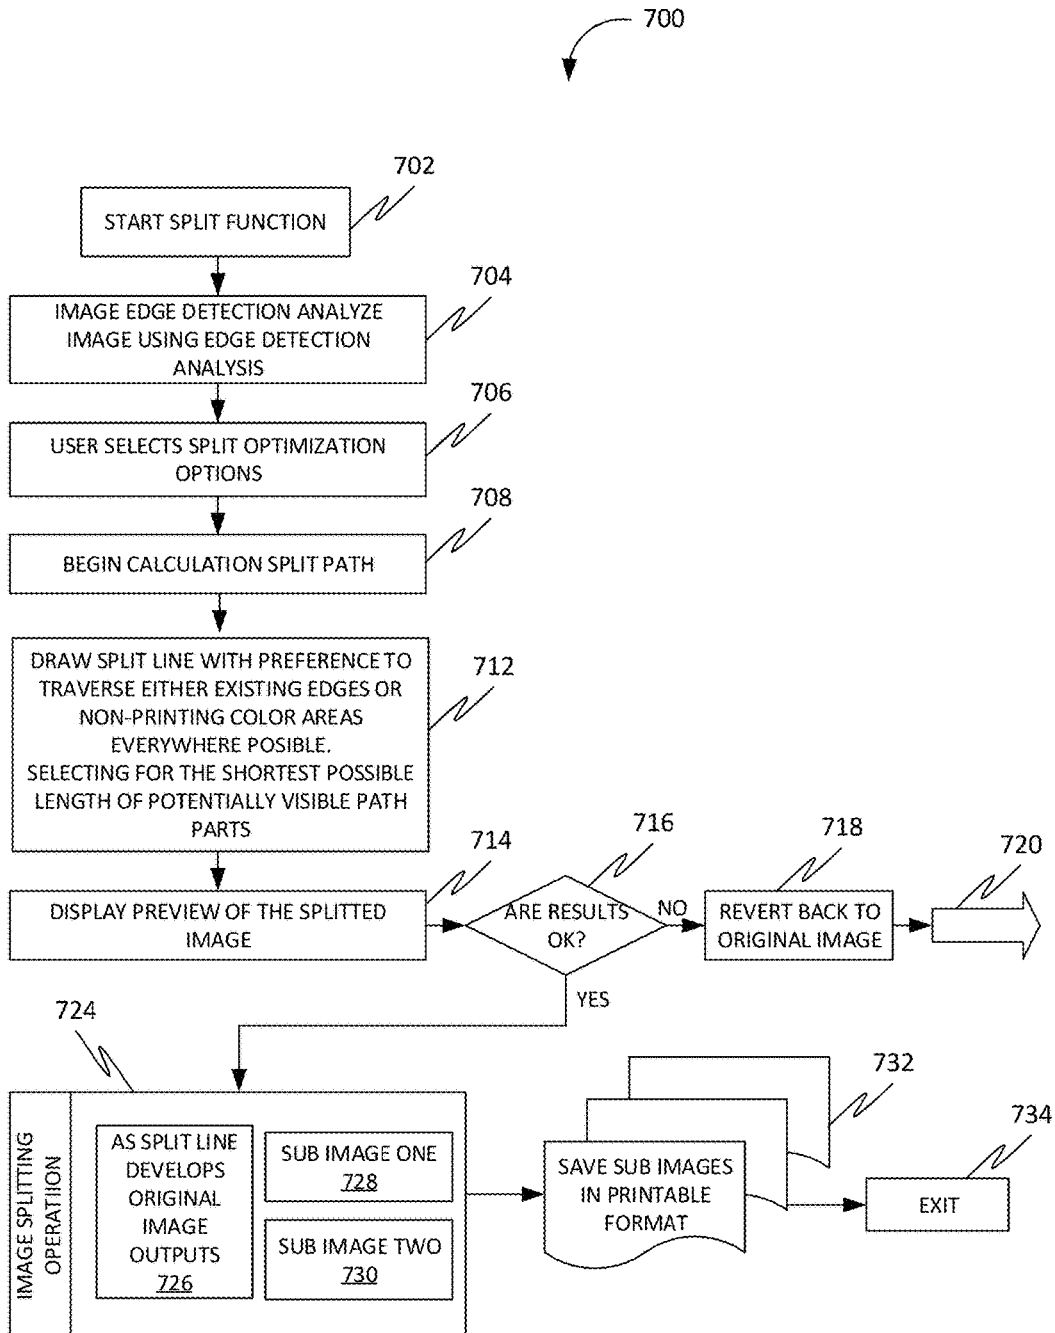 700
702
START SPLIT FUNCTION
704
IMAGE EDGE DETECTION ANALYZE
IMAGE USING EDGE DETECTION
ANALYSIS
706
USER SELECTS SPLIT OPTIMIZATION
OPTIONS
708
BEGIN CALCULATION SPLIT PATH
712
DRAW SPLIT LINE WITH PREFERENCE TO
TRAVERSE EITHER EXISTING EDGES OR
NON-PRINTING COLOR AREAS
EVERYWHERE POSIBLE.
SELECTING FOR THE SHORTEST POSSIBLE
LENGTH OF POTENTIALLY VISIBLE PATH
PARTS
714
DISPLAY PREVIEW OF THE SPLITTED
IMAGE
716
ARE RESULTS
OK?
NO
718
REVERT BACK TO
ORIGINAL IMAGE
720
YES
724
IMAGE SPLITTING
OPERATIION
AS SPLIT LINE
DEVELOPS
ORIGINAL
IMAGE
OUTPUTS
726
SUB IMAGE ONE
728
SUB IMAGE TWO
730
732
SAVE SUB IMAGES
IN PRINTABLE
FORMAT
734
EXIT